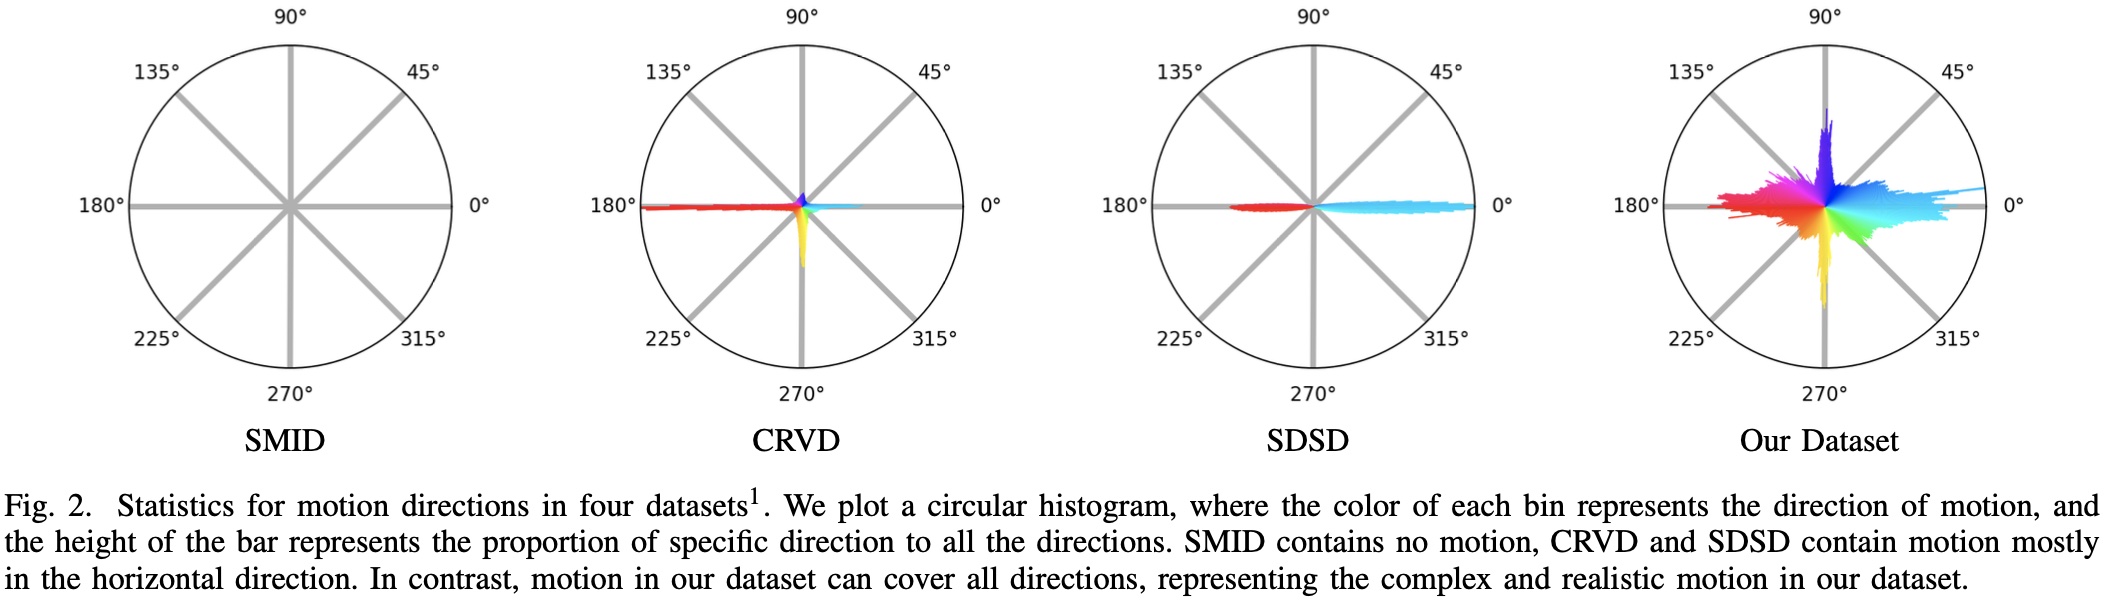 90° 90° 90° 90°
135° 45° 135° 45° 135° 45° 135° 45°
180° 0° 180° 0° 180° 0° 180° 0°
225° 315° 225° 315° 225° 315° 225° 315°
270° 270° 270° 270°
SMID CRVD SDSD Our Dataset
Fig. 2. Statistics for motion directions in four datasets¹. We plot a circular histogram, where the color of each bin represents the direction of motion, and
the height of the bar represents the proportion of specific direction to all the directions. SMID contains no motion, CRVD and SDSD contain motion mostly
in the horizontal direction. In contrast, motion in our dataset can cover all directions, representing the complex and realistic motion in our dataset.